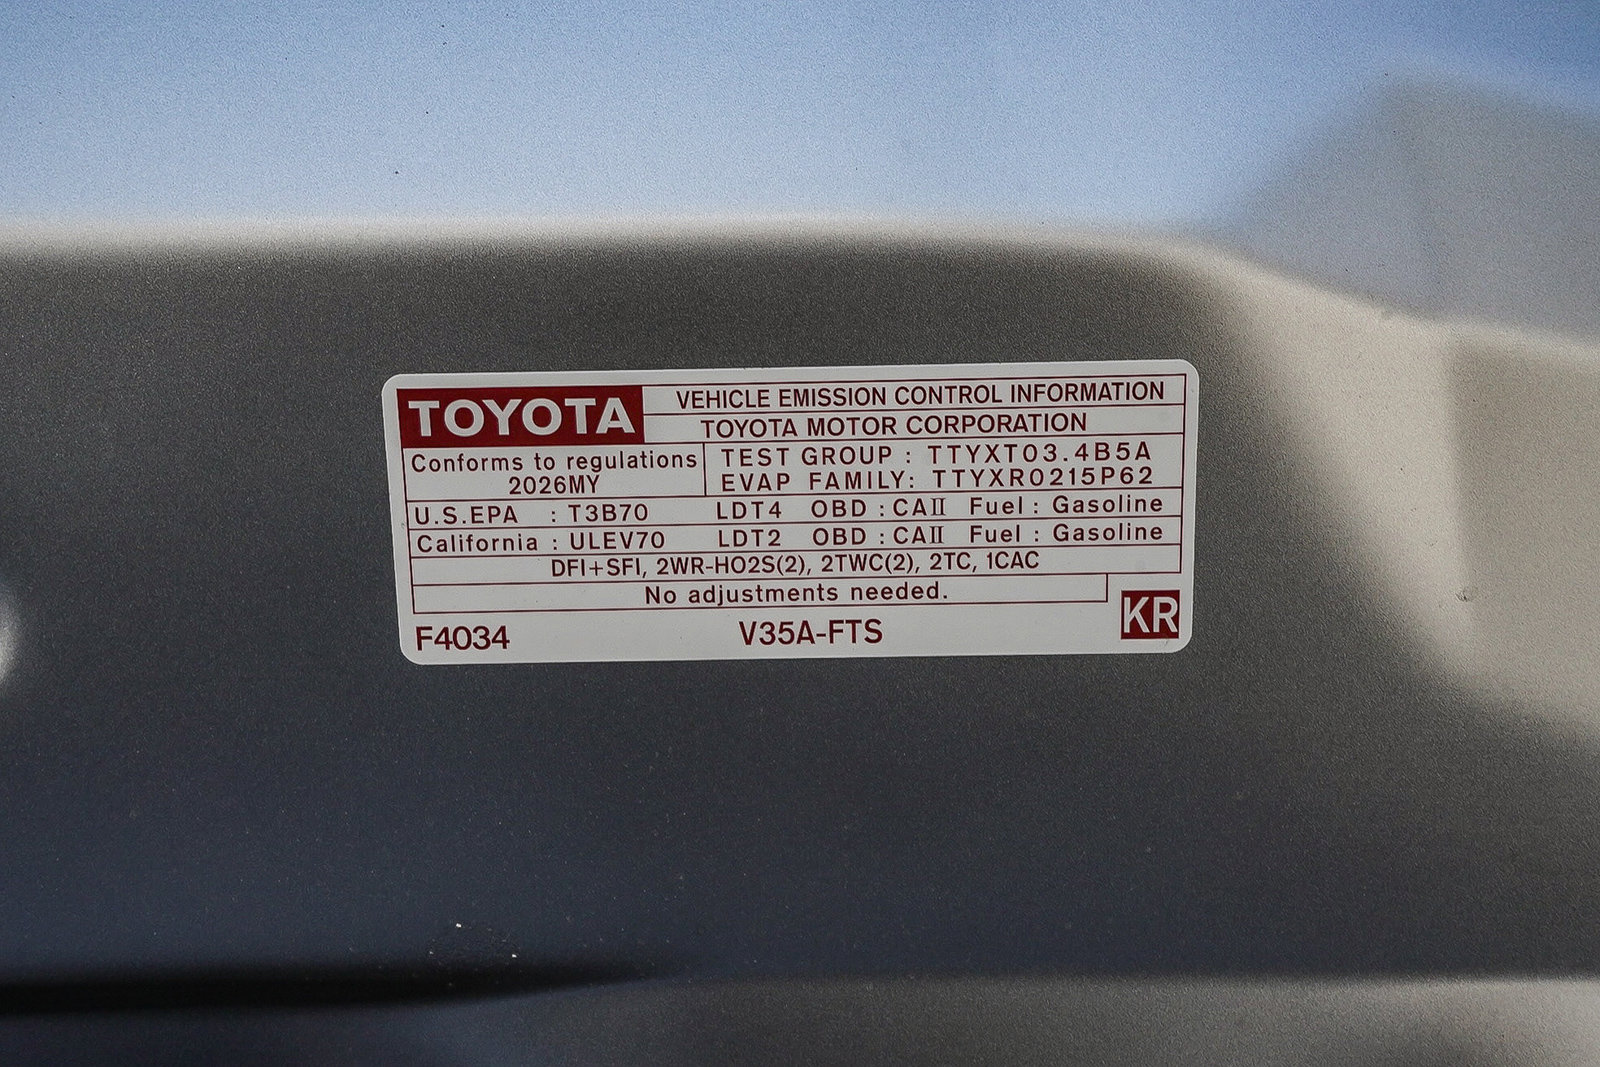 TOYOTA
VEHICLE EMISSION CONTROL INFORMATION
TOYOTA MOTOR CORPORATION
Conforms to regulations
2026MY
TEST GROUP : TTYXT03.4B5A
EVAP FAMILY: TTYXR0215P62
U.S.EPA : T3B70 LDT4 OBD : CAⅡ Fuel : Gasoline
California : ULEV70 LDT2 OBD : CAⅡ Fuel : Gasoline
DFI+SFI, 2WR-HO2S(2), 2TWC(2), 2TC, 1CAC
No adjustments needed.
F4034 V35A-FTS KR